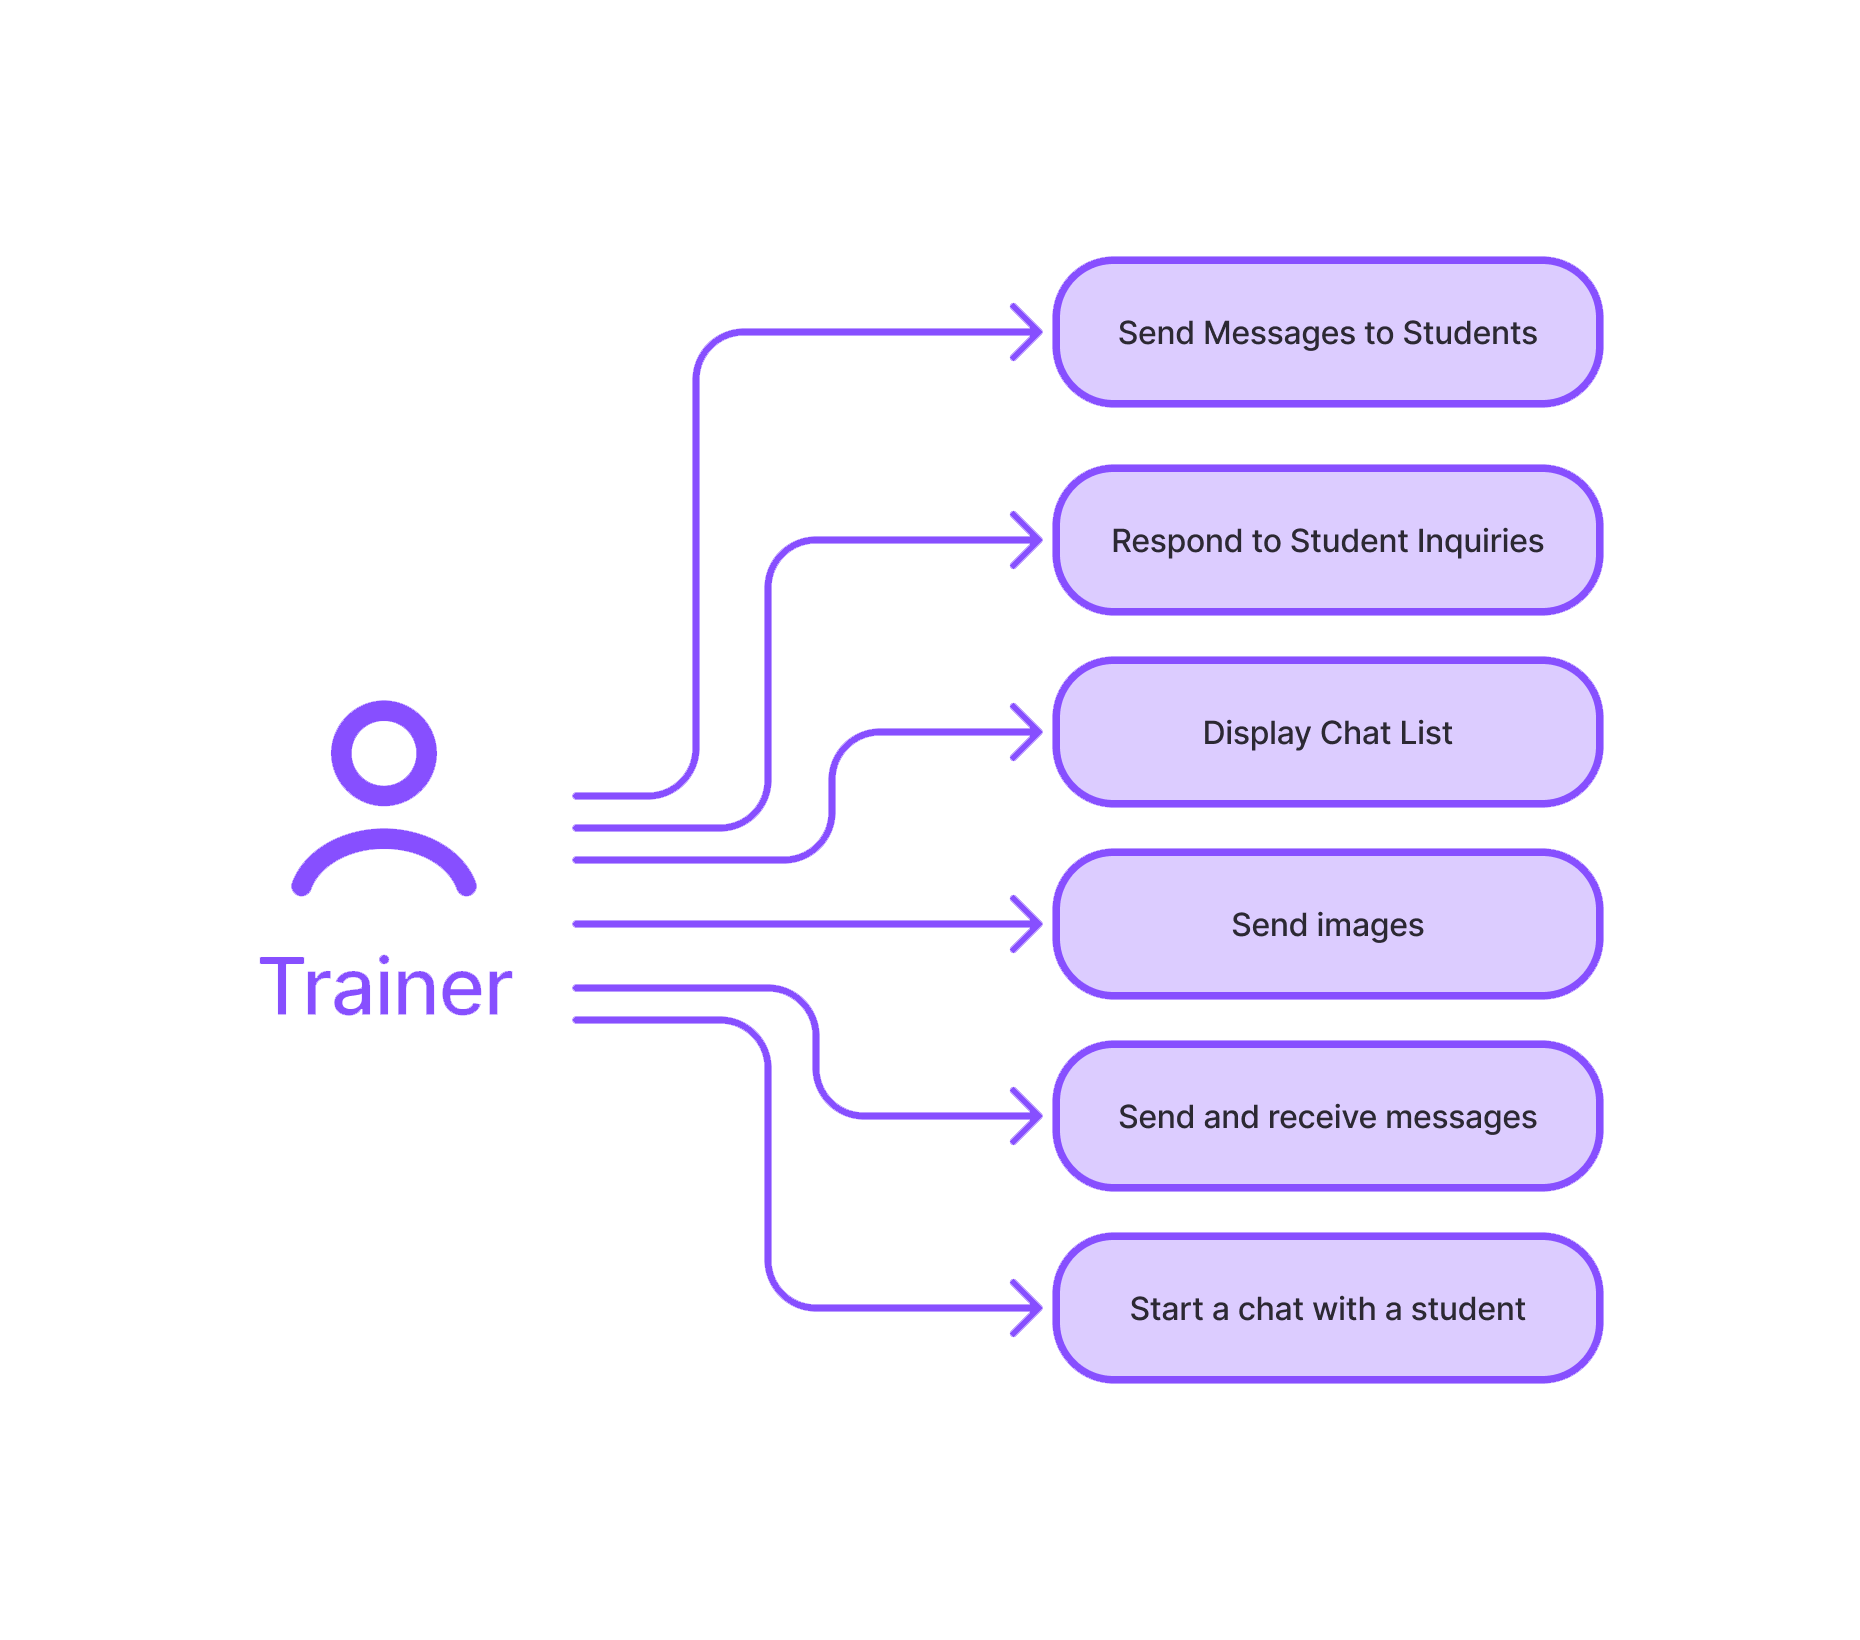 Send Messages to Students
Respond to Student Inquiries
Display Chat List
Send images
Trainer
Send and receive messages
Start a chat with a student